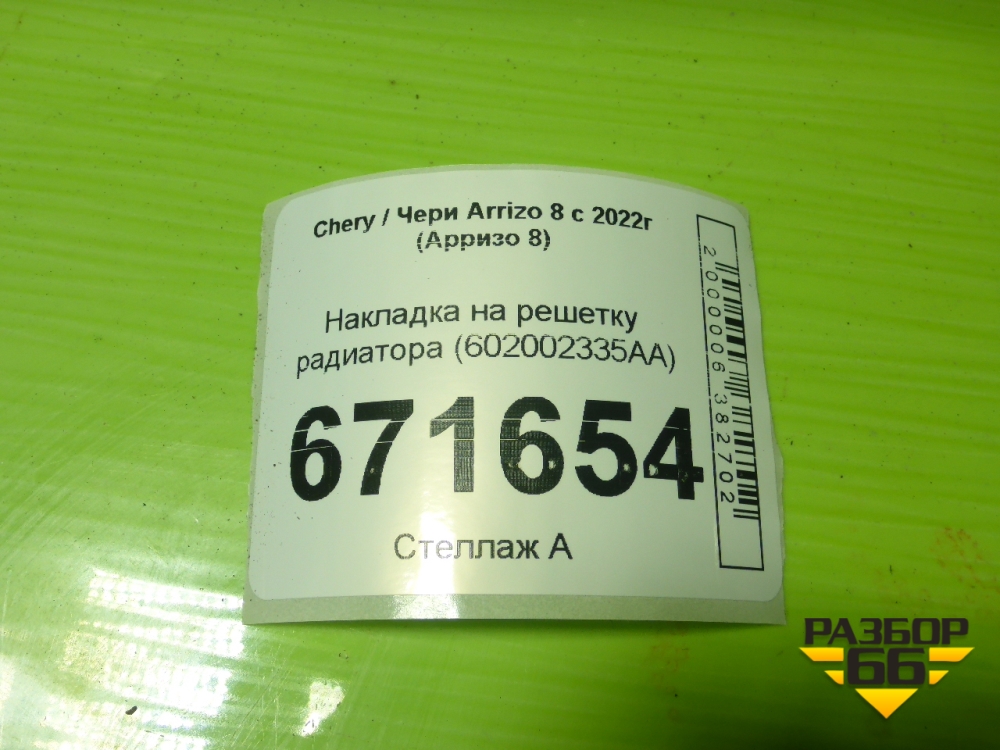 Chery / Чери Arrizo 8 с 2022г
(Арризо 8)
Накладка на решетку
радиатора (602002335AA)
671654
Стеллаж А
2000006382702
РАЗБОР
66